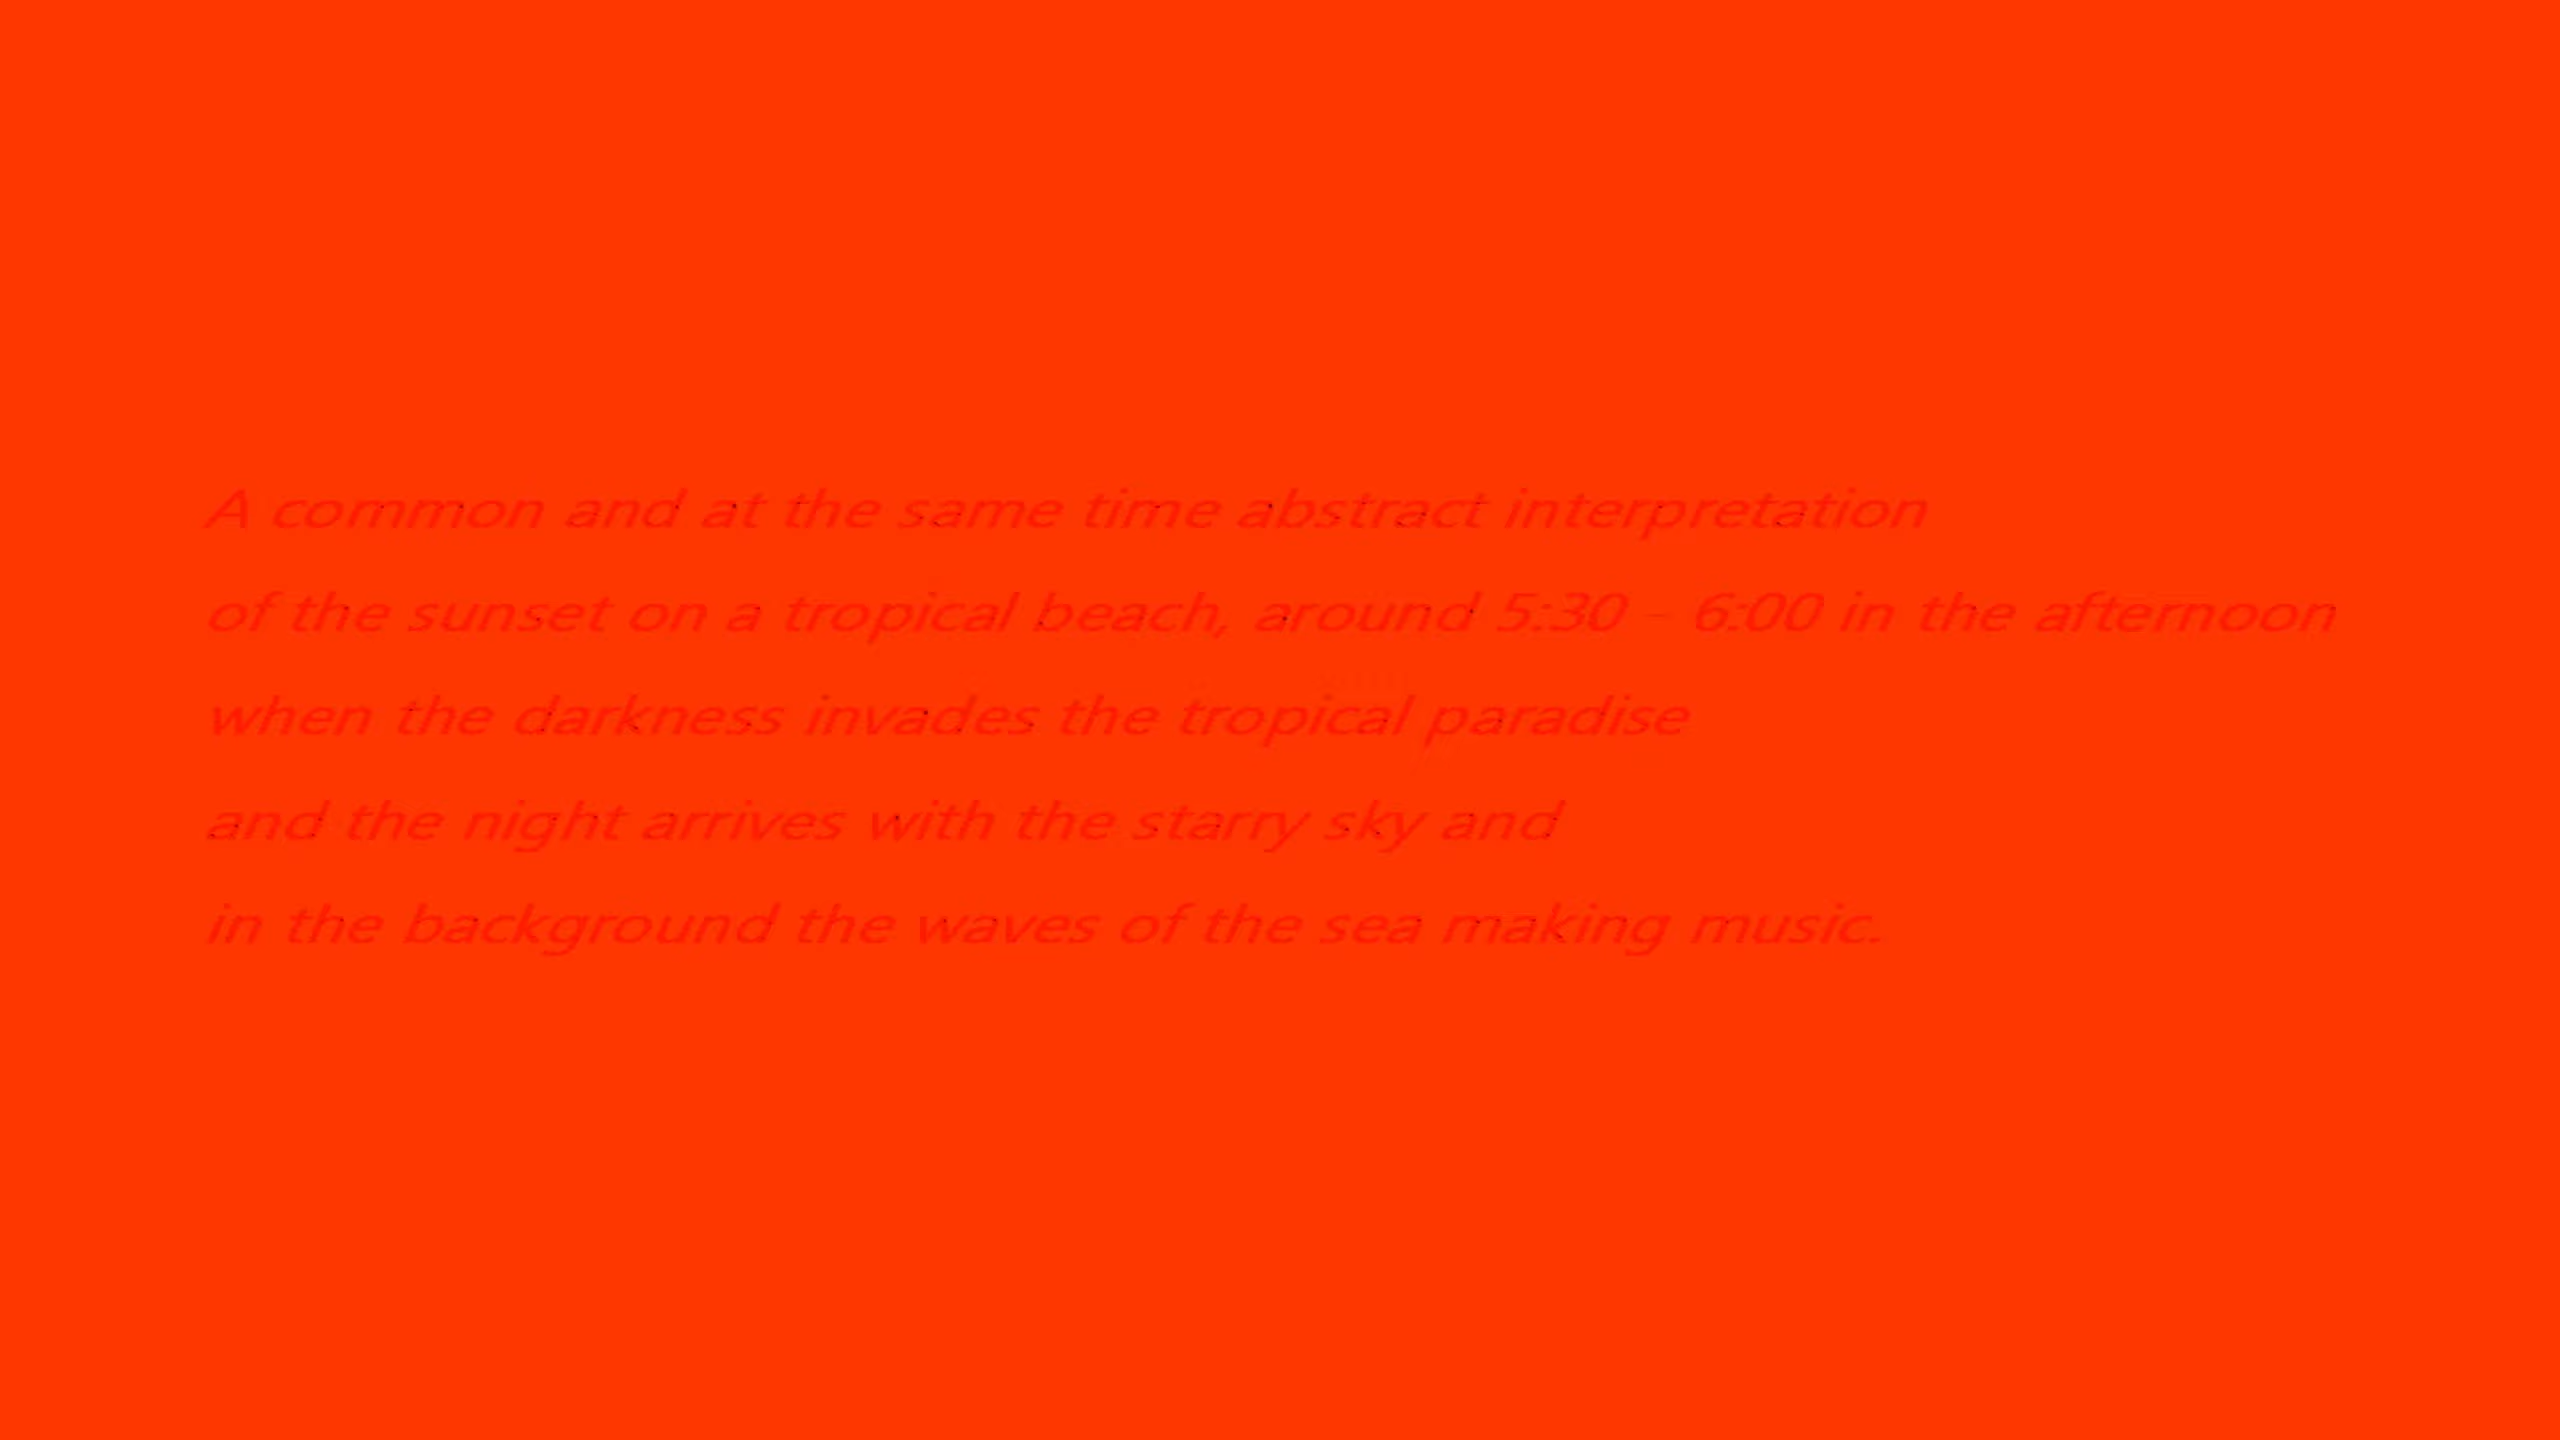 A common and at the same time abstract interpretation
of the sunset on a tropical beach, around 5:30 - 6:00 in the afternoon
when the darkness invades the tropical paradise
and the night arrives with the starry sky and
in the background the waves of the sea making music.